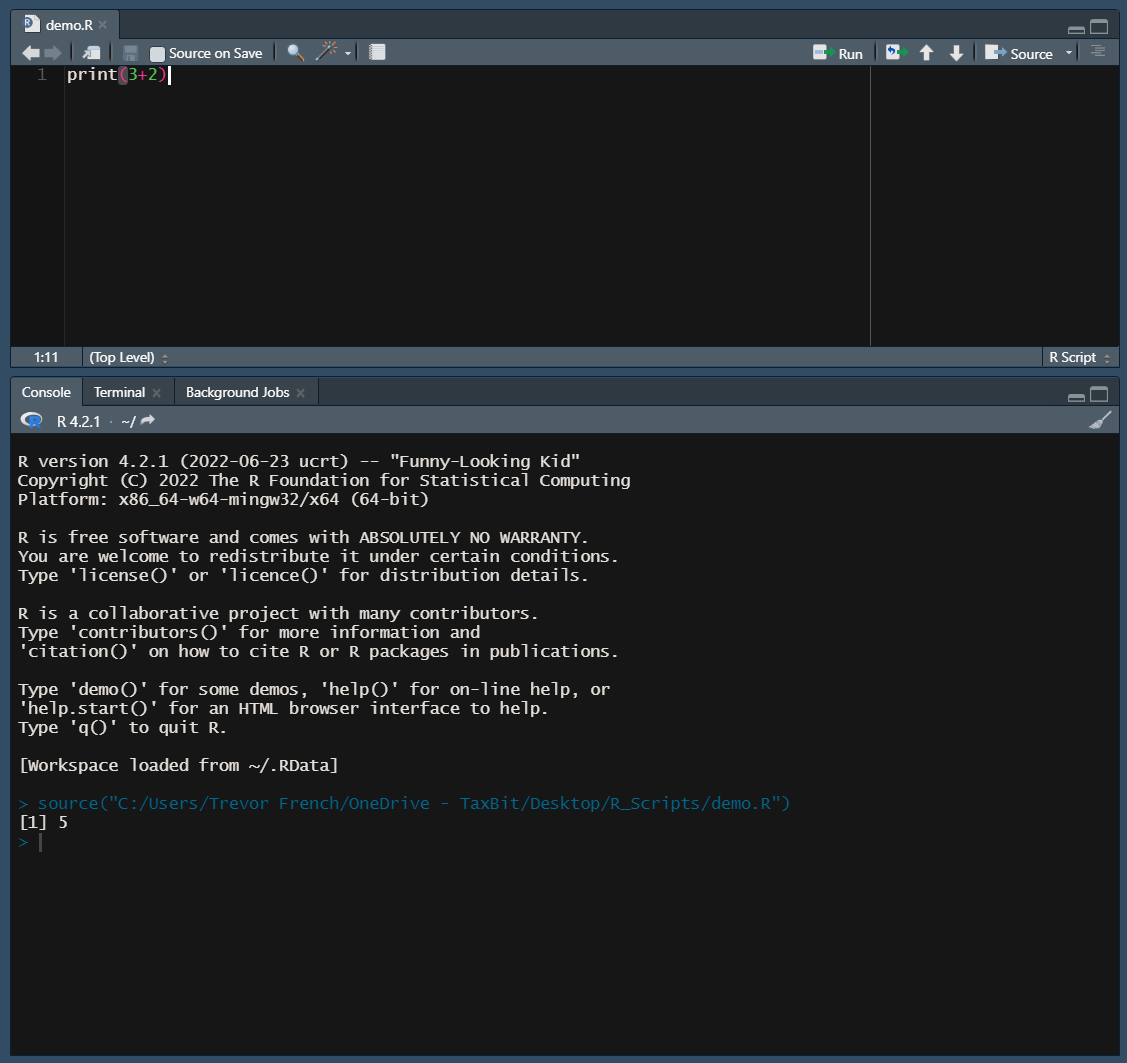 demo.R
Source on Save
Run
Source
1 print(3+2)
1:11 (Top Level) R Script
Console Terminal Background Jobs
R 4.2.1 · ~/
R version 4.2.1 (2022-06-23 ucrt) -- "Funny-Looking Kid"
Copyright (C) 2022 The R Foundation for Statistical Computing
Platform: x86_64-w64-mingw32/x64 (64-bit)
R is free software and comes with ABSOLUTELY NO WARRANTY.
You are welcome to redistribute it under certain conditions.
Type 'license()' or 'licence()' for distribution details.
R is a collaborative project with many contributors.
Type 'contributors()' for more information and
'citation()' on how to cite R or R packages in publications.
Type 'demo()' for some demos, 'help()' for on-line help, or
'help.start()' for an HTML browser interface to help.
Type 'q()' to quit R.
[Workspace loaded from ~/.RData]
> source("C:/Users/Trevor French/OneDrive - TaxBit/Desktop/R_Scripts/demo.R")
[1] 5
>